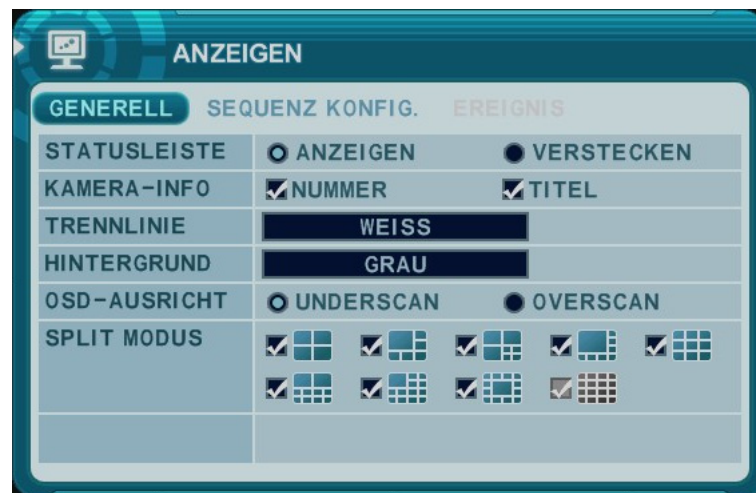 ANZEIGEN
GENERELL SEQUENZ KONFIG. EREIGNIS
STATUSLEISTE ANZEIGEN VERSTECKEN
KAMERA-INFO NUMMER TITEL
TRENNLINIE WEISS
HINTERGRUND GRAU
OSD-AUSRICHT UNDERSCAN OVERSCAN
SPLIT MODUS